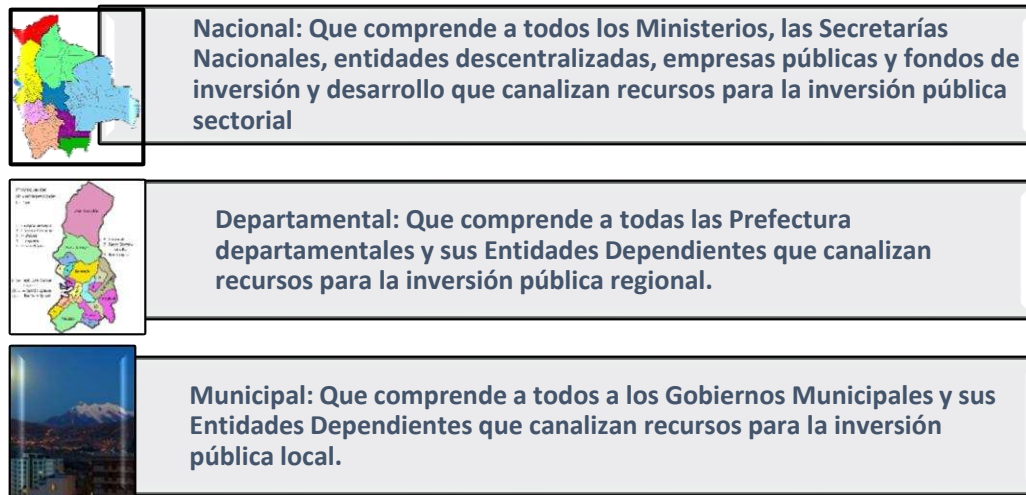 Nacional: Que comprende a todos los Ministerios, las Secretarías
Nacionales, entidades descentralizadas, empresas públicas y fondos de
inversión y desarrollo que canalizan recursos para la inversión pública
sectorial
Departamental: Que comprende a todas las Prefectura
departamentales y sus Entidades Dependientes que canalizan
recursos para la inversión pública regional.
Municipal: Que comprende a todos a los Gobiernos Municipales y sus
Entidades Dependientes que canalizan recursos para la inversión
pública local.